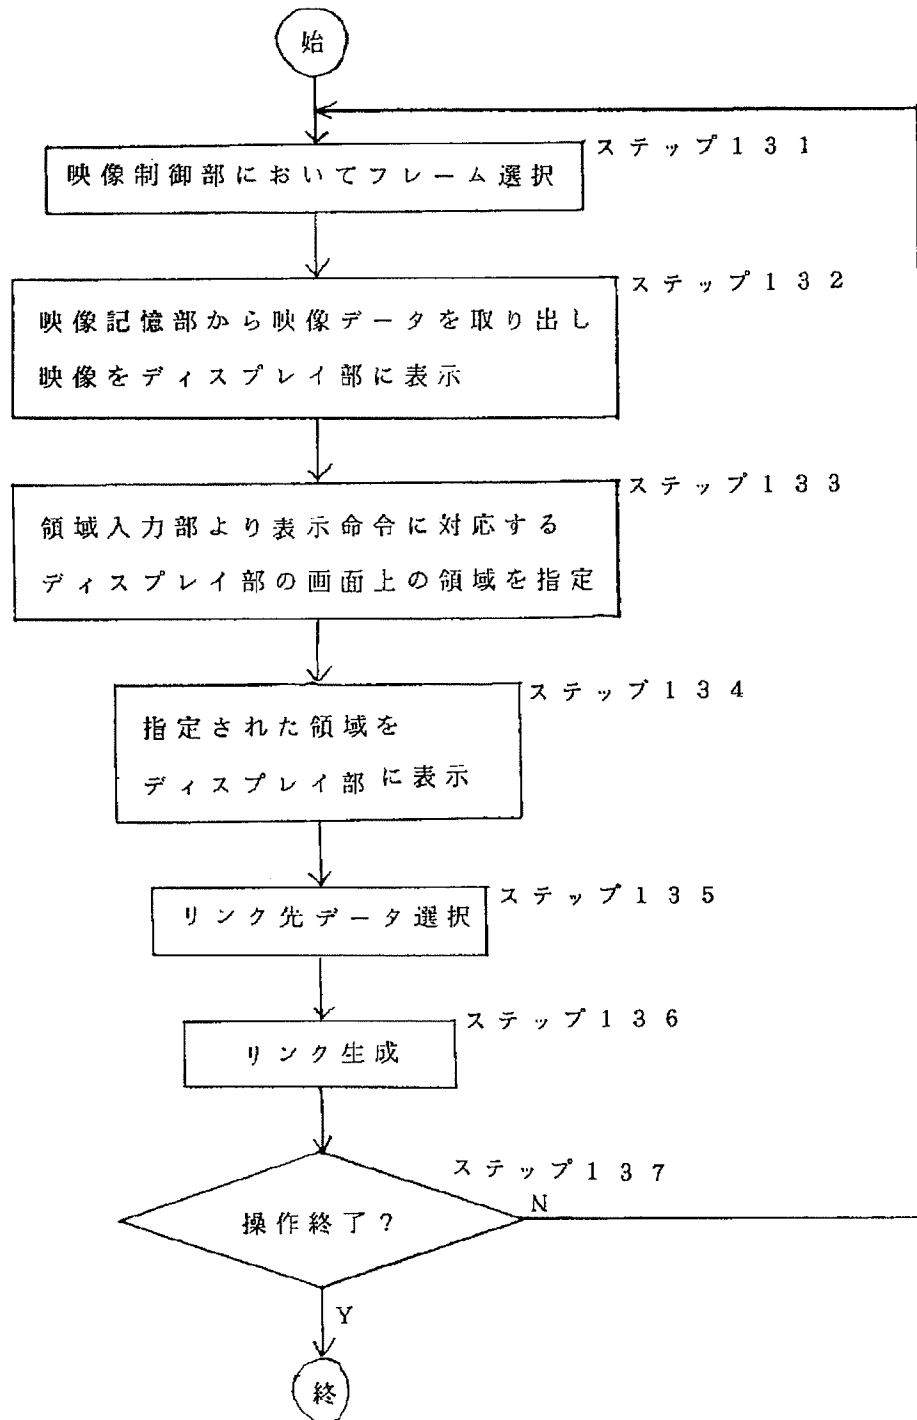 始
ステップ131
映像制御部においてフレーム選択
ステップ132
映像記憶部から映像データを取り出し
映像をディスプレイ部に表示
ステップ133
領域入力部より表示命令に対応する
ディスプレイ部の画面上の領域を指定
ステップ134
指定された領域を
ディスプレイ部に表示
ステップ135
リンク先データ選択
ステップ136
リンク生成
ステップ137
操作終了?
N
Y
終